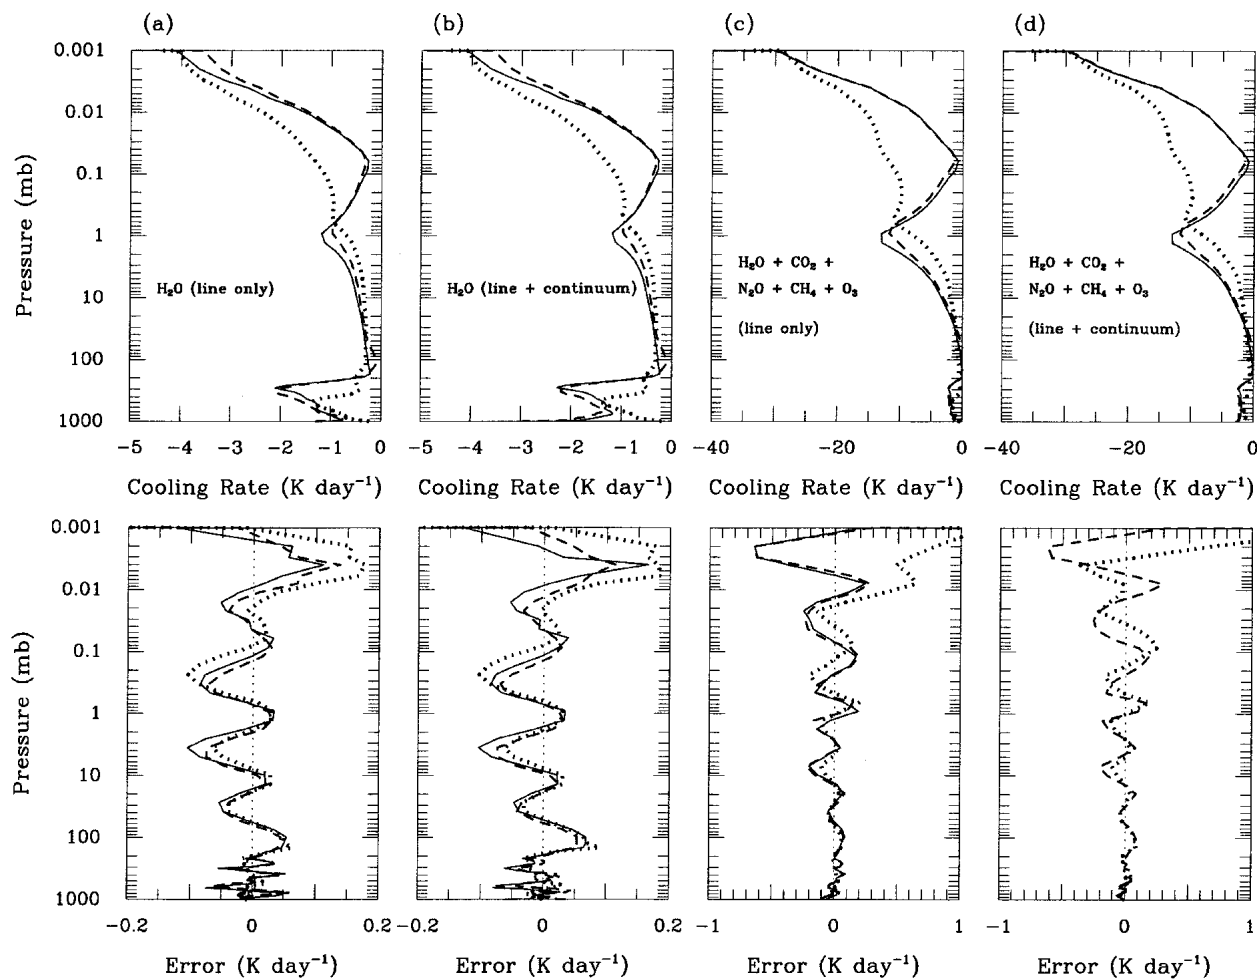 (a) (b) (c) (d)
0.001
0.01
0.1
1
10
100
1000
Pressure (mb)
H₂O (line only)
H₂O (line + continuum)
H₂O + CO₂ +
N₂O + CH₄ + O₃
(line only)
H₂O + CO₂ +
N₂O + CH₄ + O₃
(line + continuum)
-5 -4 -3 -2 -1 0
-5 -4 -3 -2 -1 0
-40 -20 0
-40 -20 0
Cooling Rate (K day⁻¹) Cooling Rate (K day⁻¹) Cooling Rate (K day⁻¹) Cooling Rate (K day⁻¹)
0.001
0.01
0.1
1
10
100
1000
Pressure (mb)
-0.2 0 0.2
-0.2 0 0.2
-1 0 1
-1 0 1
Error (K day⁻¹) Error (K day⁻¹) Error (K day⁻¹) Error (K day⁻¹)